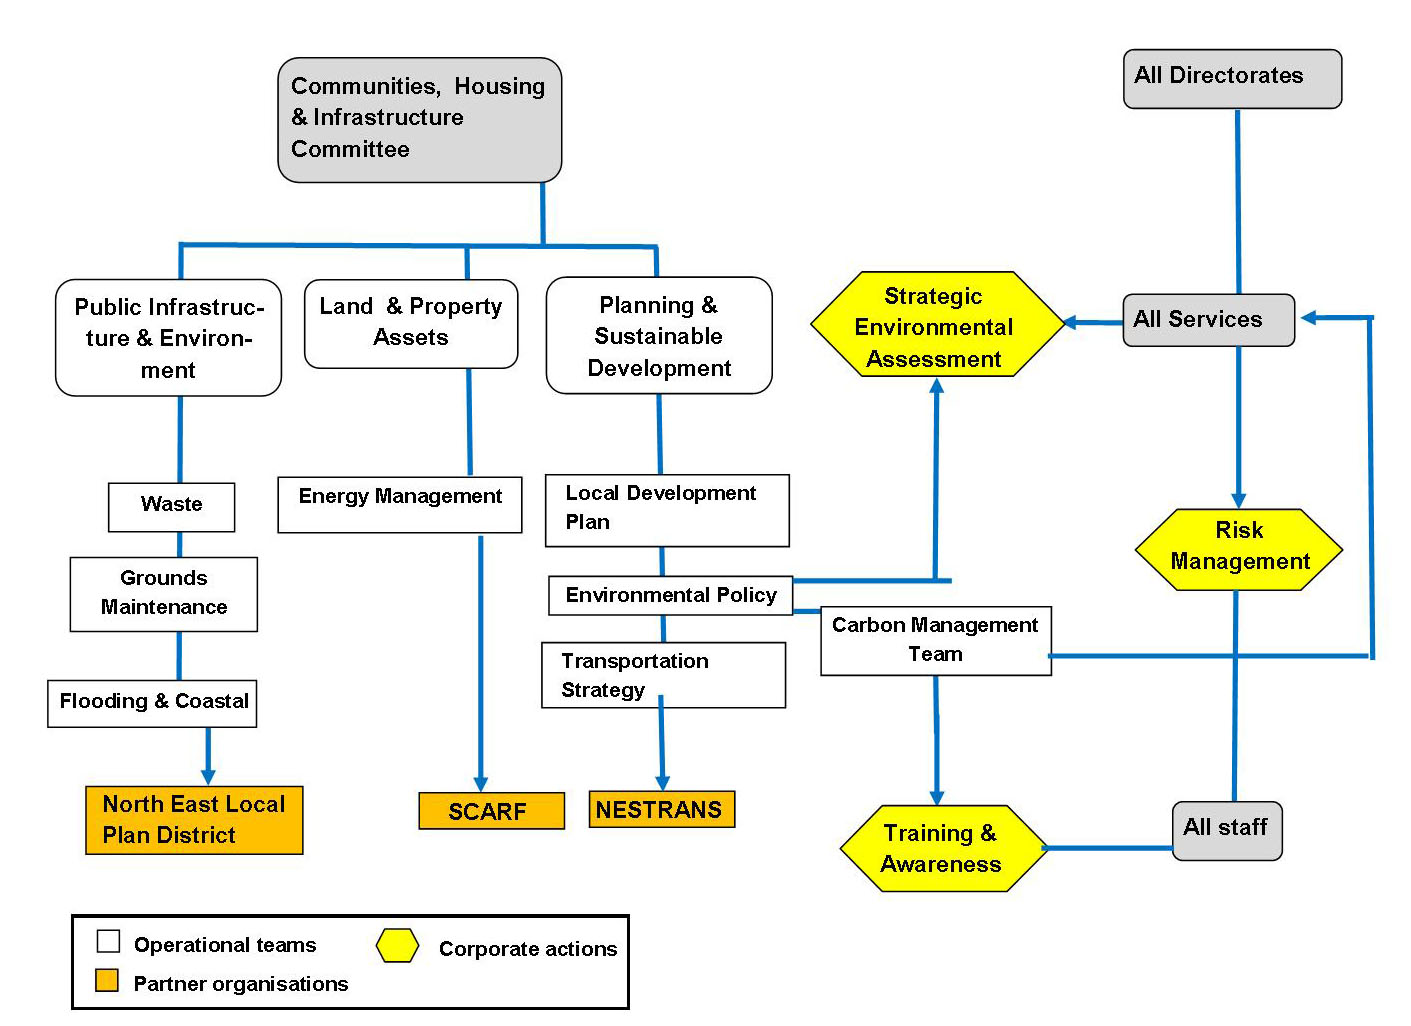 Communities, Housing
& Infrastructure
Committee
All Directorates
Public Infrastruc-
ture & Environ-
ment
Land & Property
Assets
Planning &
Sustainable
Development
Strategic
Environmental
Assessment
All Services
Waste
Energy Management
Local Development
Plan
Risk
Management
Grounds
Maintenance
Environmental Policy
Carbon Management
Team
Flooding & Coastal
Transportation
Strategy
North East Local
Plan District
SCARF
NESTRANS
Training &
Awareness
All staff
Operational teams
Corporate actions
Partner organisations